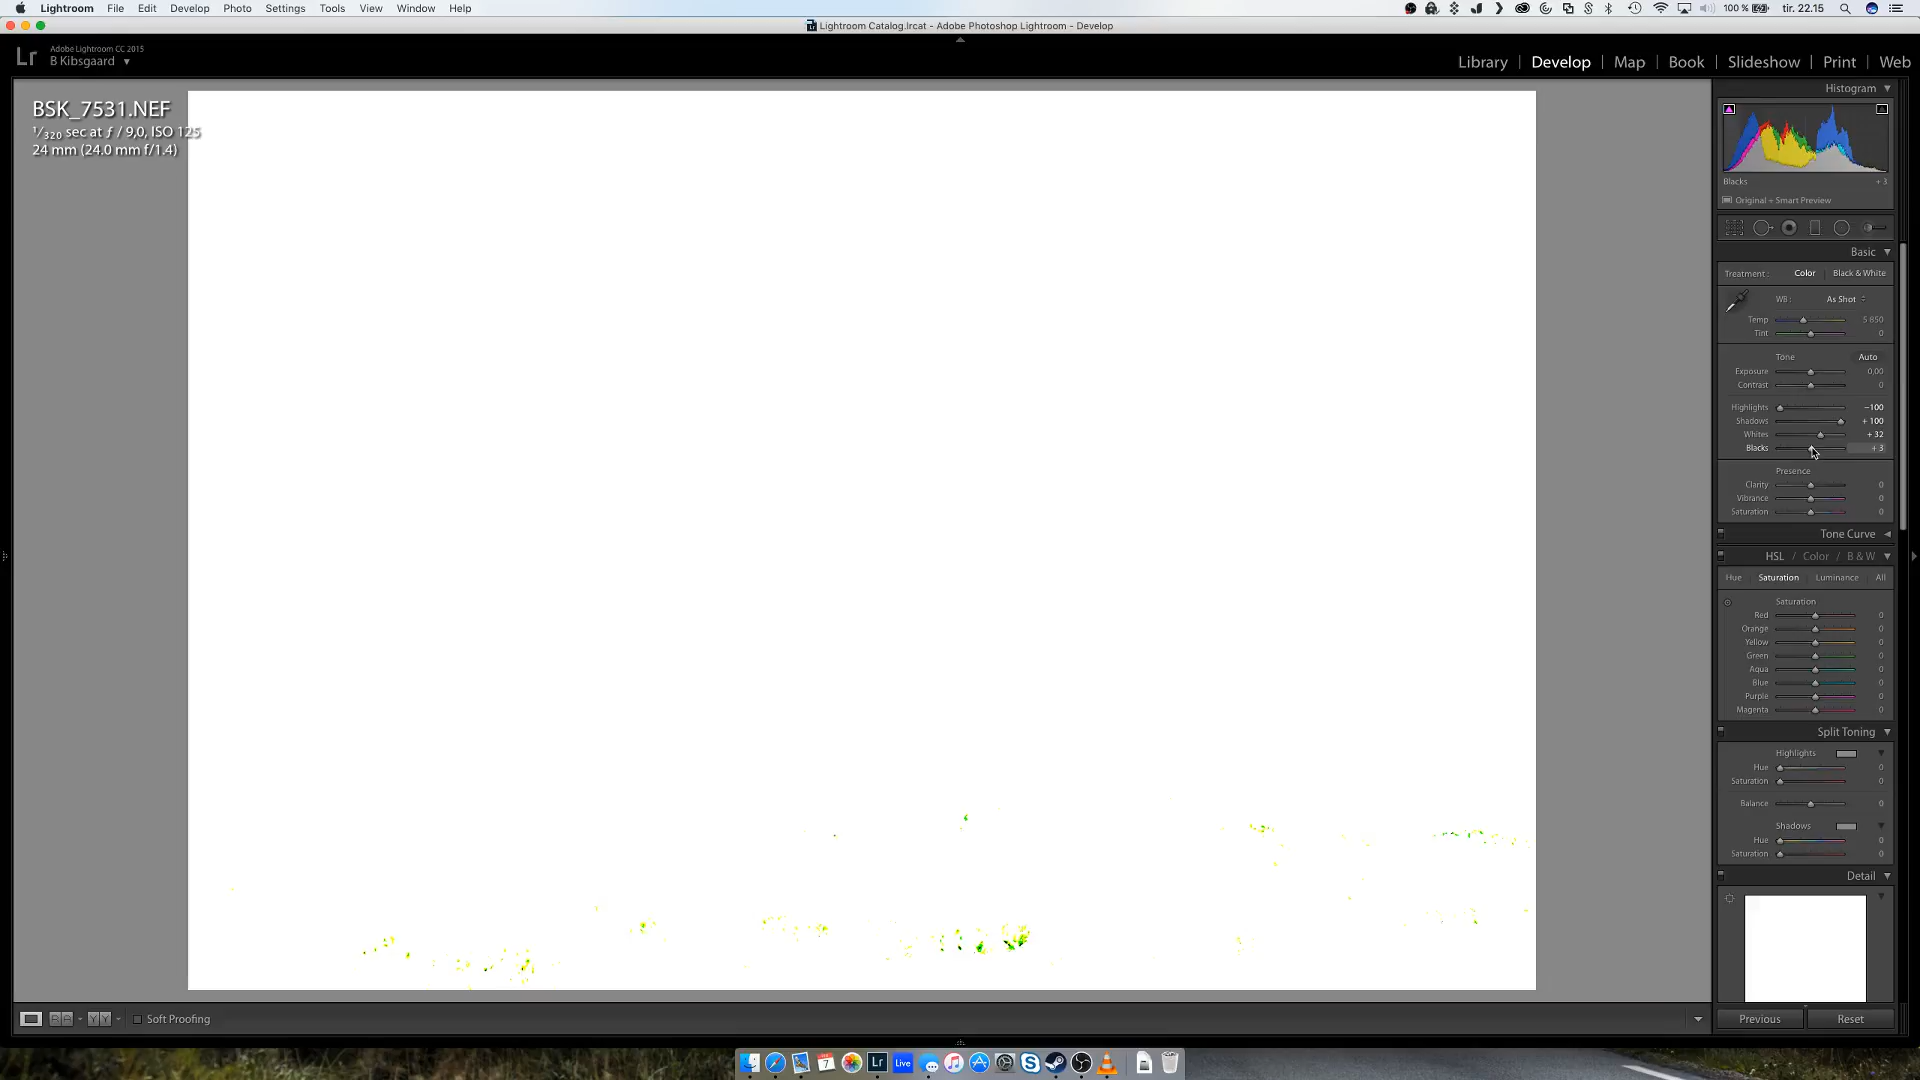 Lightroom File Edit Develop Photo Settings Tools View Window Help 100 % tir. 22.15
Lightroom Catalog.lrcat - Adobe Photoshop Lightroom - Develop
Lr Adobe Lightroom CC 2015
B Kibsgaard
Library Develop Map Book Slideshow Print Web
BSK_7531.NEF
1/320 sec at ƒ / 9,0, ISO 125
24 mm (24.0 mm f/1.4)
Histogram
Blacks + 3
Original + Smart Preview
Basic
Treatment : Color Black & White
WB : As Shot
Temp 5 850
Tint 0
Tone Auto
Exposure 0,00
Contrast 0
Highlights −100
Shadows + 100
Whites + 32
Blacks + 3
Presence
Clarity 0
Vibrance 0
Saturation 0
Tone Curve
HSL / Color / B & W
Hue Saturation Luminance All
Saturation
Red 0
Orange 0
Yellow 0
Green 0
Aqua 0
Blue 0
Purple 0
Magenta 0
Split Toning
Highlights
Hue 0
Saturation 0
Balance 0
Shadows
Hue 0
Saturation 0
Detail
Soft Proofing
Previous Reset
7 Lr Live